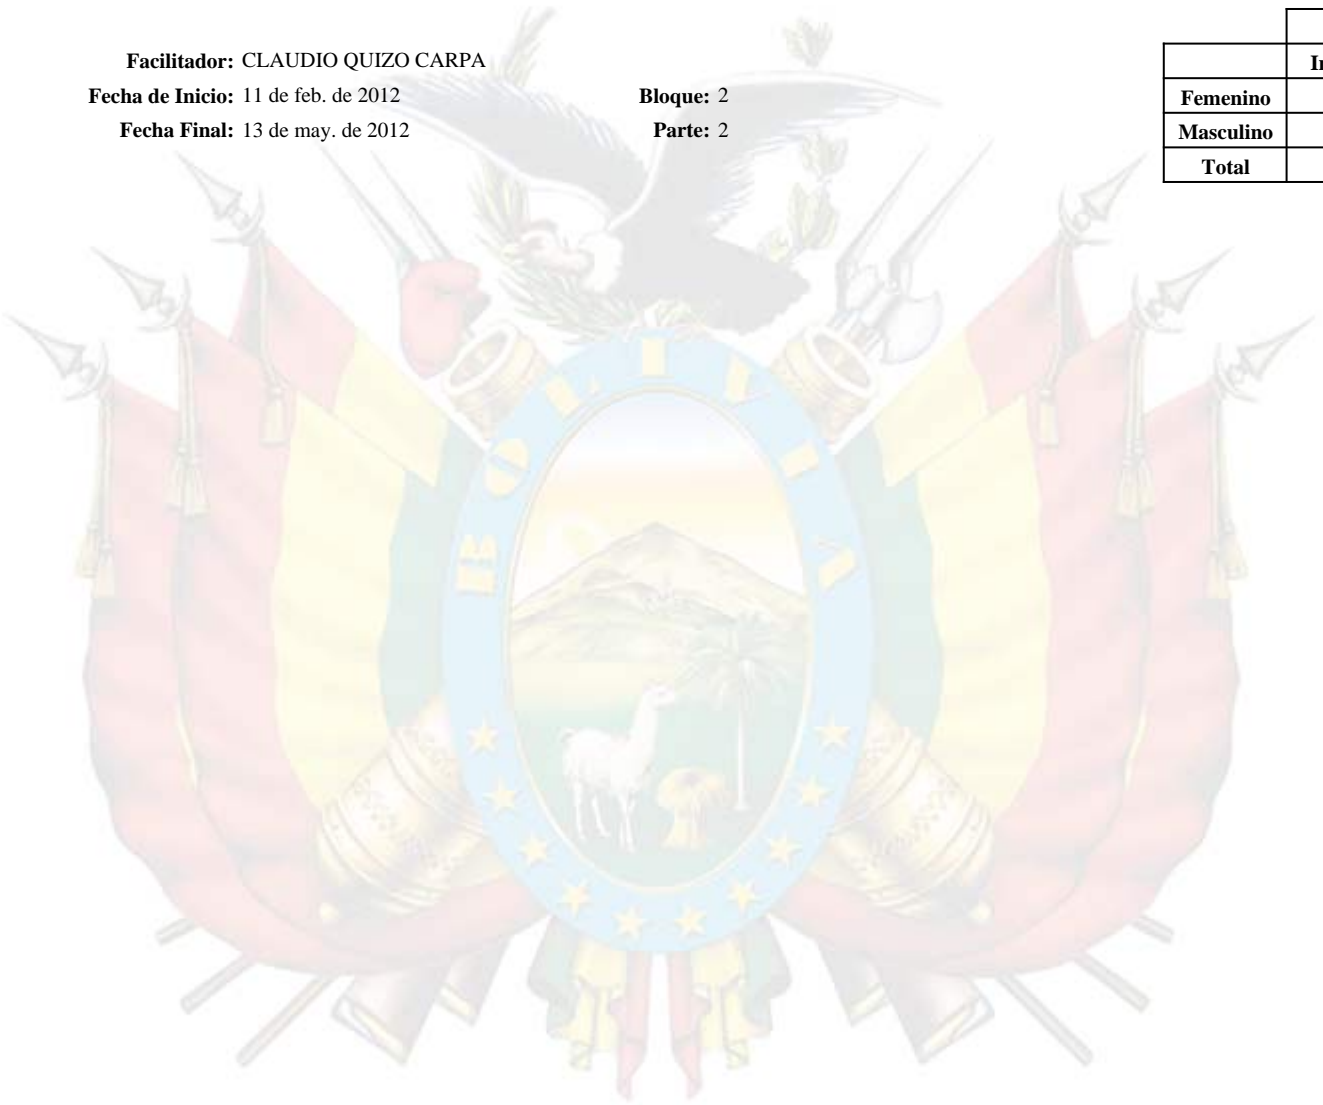 Facilitador: CLAUDIO QUIZO CARPA
Fecha de Inicio: 11 de feb. de 2012 Bloque: 2
Fecha Final: 13 de may. de 2012 Parte: 2
Femenino
Masculino
Total
BOLIVIA